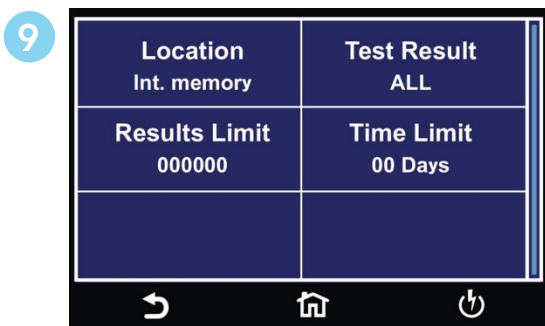 9
Location
Int. memory
Test Result
ALL
Results Limit
000000
Time Limit
00 Days